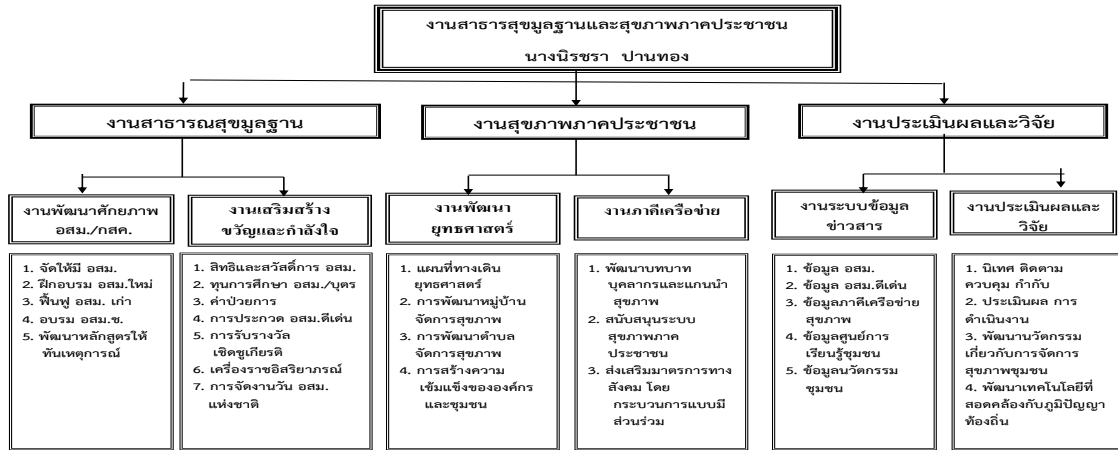 งานสาธารสุขมูลฐานและสุขภาพภาคประชาชน
นางนิรชรา ปานทอง
งานสาธารณสุขมูลฐาน
งานสุขภาพภาคประชาชน
งานประเมินผลและวิจัย
งานพัฒนาศักยภาพ
อสม./กสค.
งานเสริมสร้าง
ขวัญและกำลังใจ
งานพัฒนา
ยุทธศาสตร์
งานภาคีเครือข่าย
งานระบบข้อมูล
ข่าวสาร
งานประเมินผลและ
วิจัย
1. จัดให้มี อสม.
2. ฝึกอบรม อสม.ใหม่
3. ฟื้นฟู อสม. เก่า
4. อบรม อสม.ช.
5. พัฒนาหลักสูตรให้
ทันเหตุการณ์
1. สิทธิและสวัสดิ์การ อสม.
2. ทุนการศึกษา อสม./บุตร
3. ค่าป่วยการ
4. การประกวด อสม.ดีเด่น
5. การรับรางวัล
เชิดชูเกียรติ
6. เครื่องราชอิสริยาภรณ์
7. การจัดงานวัน อสม.
แห่งชาติ
1. แผนที่ทางเดิน
ยุทธศาสตร์
2. การพัฒนาหมู่บ้าน
จัดการสุขภาพ
3. การพัฒนาตำบล
จัดการสุขภาพ
4. การสร้างความ
เข้มแข็งขององค์กร
และชุมชน
1. พัฒนาบทบาท
บุคลากรและแกนนำ
สุขภาพ
2. สนับสนุนระบบ
สุขภาพภาค
ประชาชน
3. ส่งเสริมมาตรการทาง
สังคม โดย
กระบวนการแบบมี
ส่วนร่วม
1. ข้อมูล อสม.
2. ข้อมูล อสม.ดีเด่น
3. ข้อมูลภาคีเครือข่าย
สุขภาพ
4. ข้อมูลศูนย์การ
เรียนรู้ชุมชน
5. ข้อมูลนวัตกรรม
ชุมชน
1. นิเทศ ติดตาม
ควบคุม กำกับ
2. ประเมินผล การ
ดำเนินงาน
3. พัฒนานวัตกรรม
เกี่ยวกับการจัดการ
สุขภาพชุมชน
4. พัฒนาเทคโนโลยีที่
สอดคล้องกับภูมิปัญญา
ท้องถิ่น